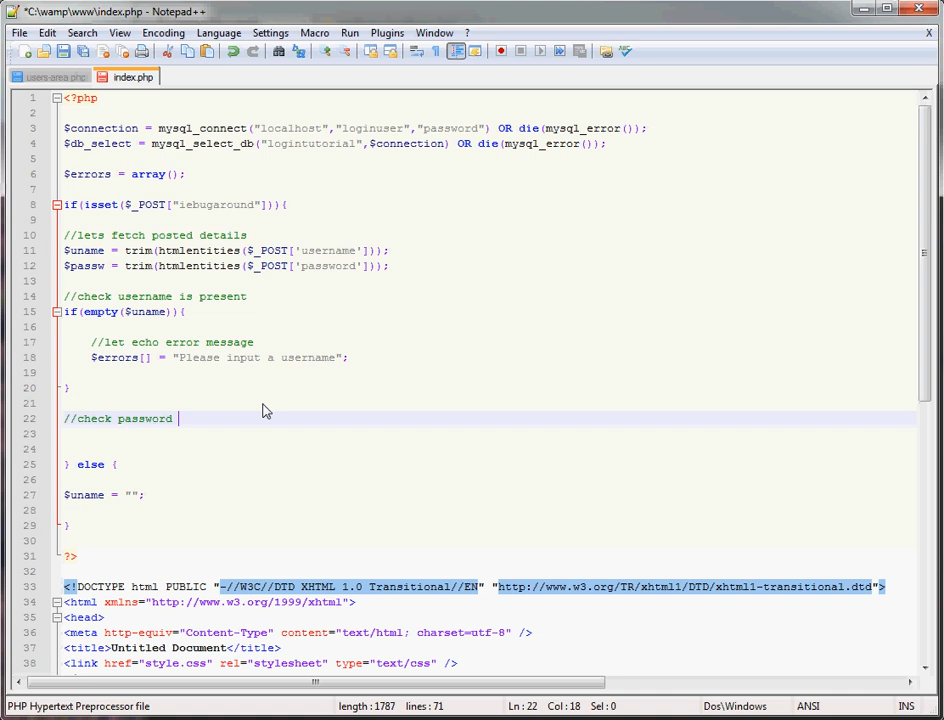 *C:\wamp\www\index.php - Notepad++
File Edit Search View Encoding Language Settings Macro Run Plugins Window ? X
users-area.php index.php
1 <?php
2
3 $connection = mysql_connect("localhost","loginuser","password") OR die(mysql_error());
4 $db_select = mysql_select_db("logintutorial",$connection) OR die(mysql_error());
5
6 $errors = array();
7
8 if(isset($_POST["iebugaround"])){
9
10 //lets fetch posted details
11 $uname = trim(htmlentities($_POST['username']));
12 $passw = trim(htmlentities($_POST['password']));
13
14 //check username is present
15 if(empty($uname)){
16
17 //let echo error message
18 $errors[] = "Please input a username";
19
20 }
21
22 //check password
23
24
25 } else {
26
27 $uname = "";
28
29 }
30
31 ?>
32
33 <!DOCTYPE html PUBLIC "-//W3C//DTD XHTML 1.0 Transitional//EN" "http://www.w3.org/TR/xhtml1/DTD/xhtml1-transitional.dtd">
34 <html xmlns="http://www.w3.org/1999/xhtml">
35 <head>
36 <meta http-equiv="Content-Type" content="text/html; charset=utf-8" />
37 <title>Untitled Document</title>
38 <link href="style.css" rel="stylesheet" type="text/css" />
PHP Hypertext Preprocessor file length : 1787 lines : 71 Ln : 22 Col : 18 Sel : 0 Dos\Windows ANSI INS